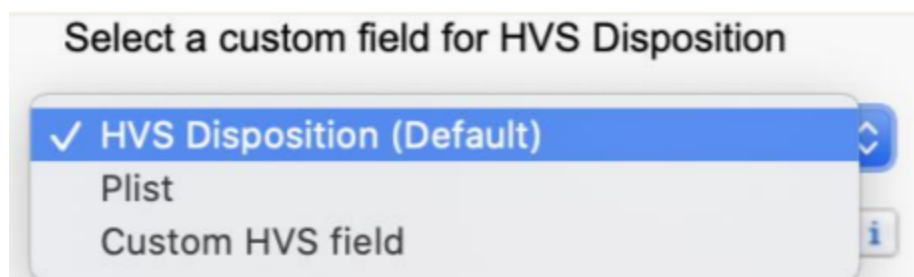 Select a custom field for HVS Disposition
✓ HVS Disposition (Default)
Plist
Custom HVS field
i